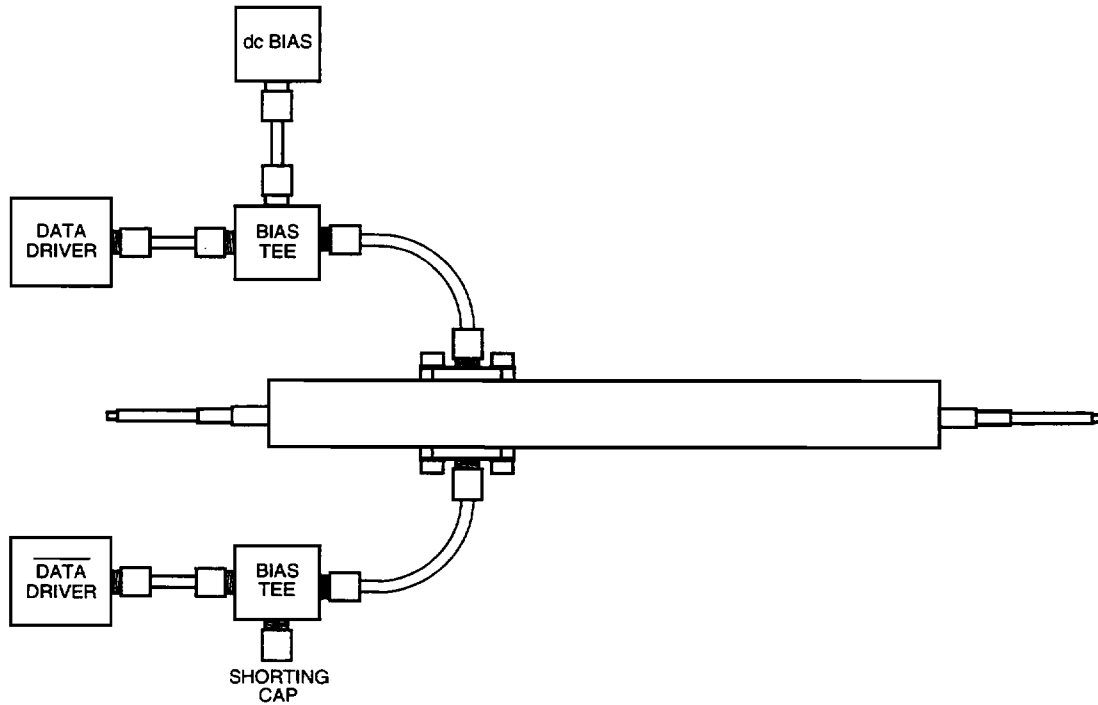 dc BIAS
DATA
DRIVER
BIAS
TEE
DATA
DRIVER
BIAS
TEE
SHORTING
CAP